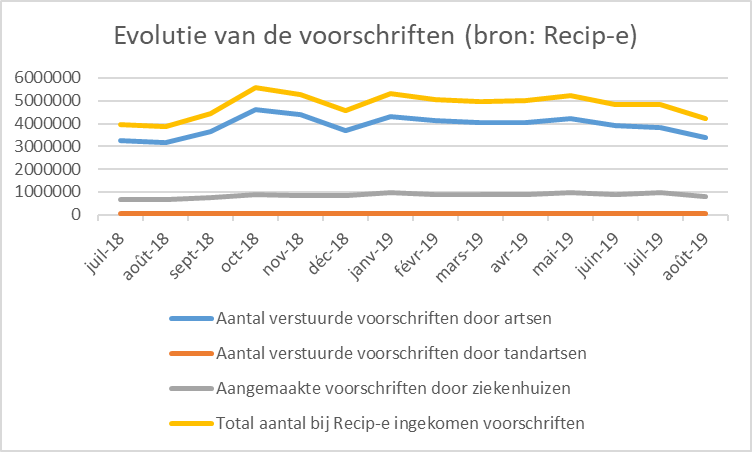 Evolutie van de voorschriften (bron: Recip-e)
6000000
5000000
4000000
3000000
2000000
1000000
0
juil-18
août-18
sept-18
oct-18
nov-18
déc-18
janv-19
févr-19
mars-19
avr-19
mai-19
juin-19
juil-19
août-19
Aantal verstuurde voorschriften door artsen
Aantal verstuurde voorschriften door tandartsen
Aangemaakte voorschriften door ziekenhuizen
Total aantal bij Recip-e ingekomen voorschriften